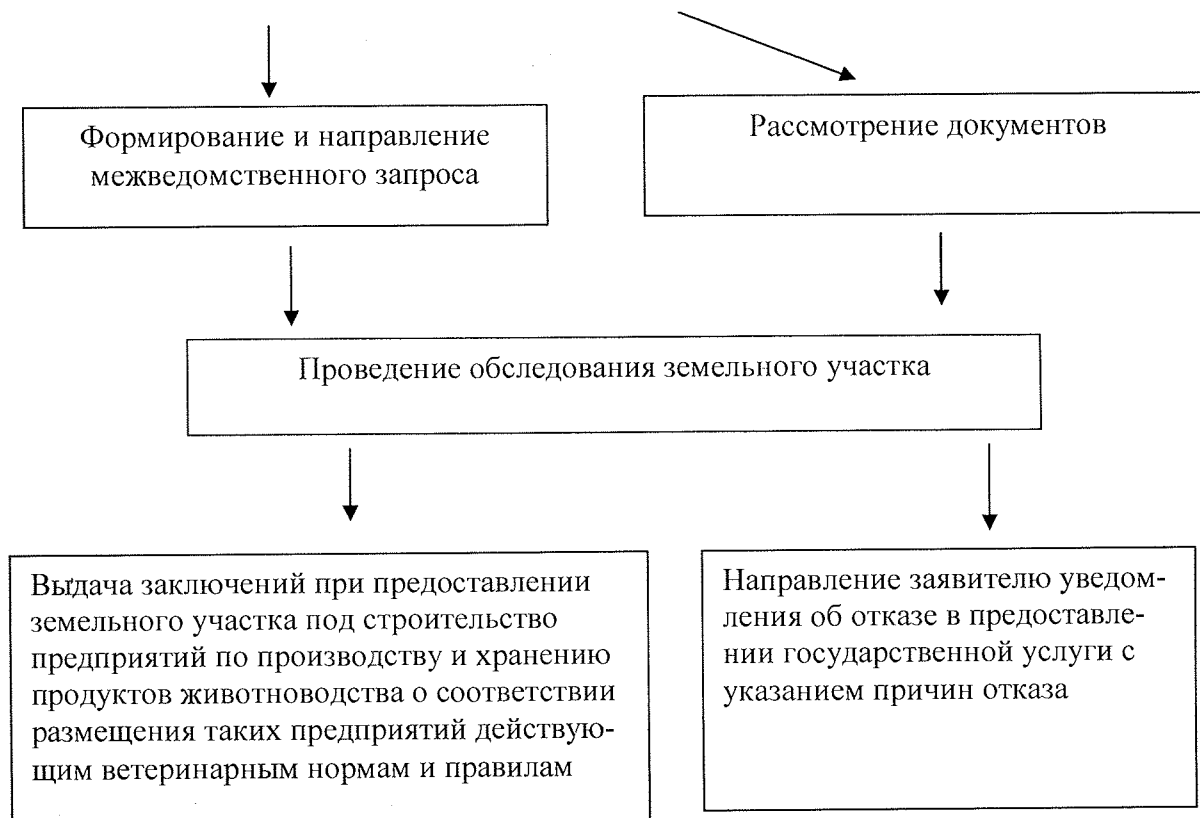 Формирование и направление
межведомственного запроса
Рассмотрение документов
Проведение обследования земельного участка
Выдача заключений при предоставлении
земельного участка под строительство
предприятий по производству и хранению
продуктов животноводства о соответствии
размещения таких предприятий действую-
щим ветеринарным нормам и правилам
Направление заявителю уведом-
ления об отказе в предоставле-
нии государственной услуги с
указанием причин отказа